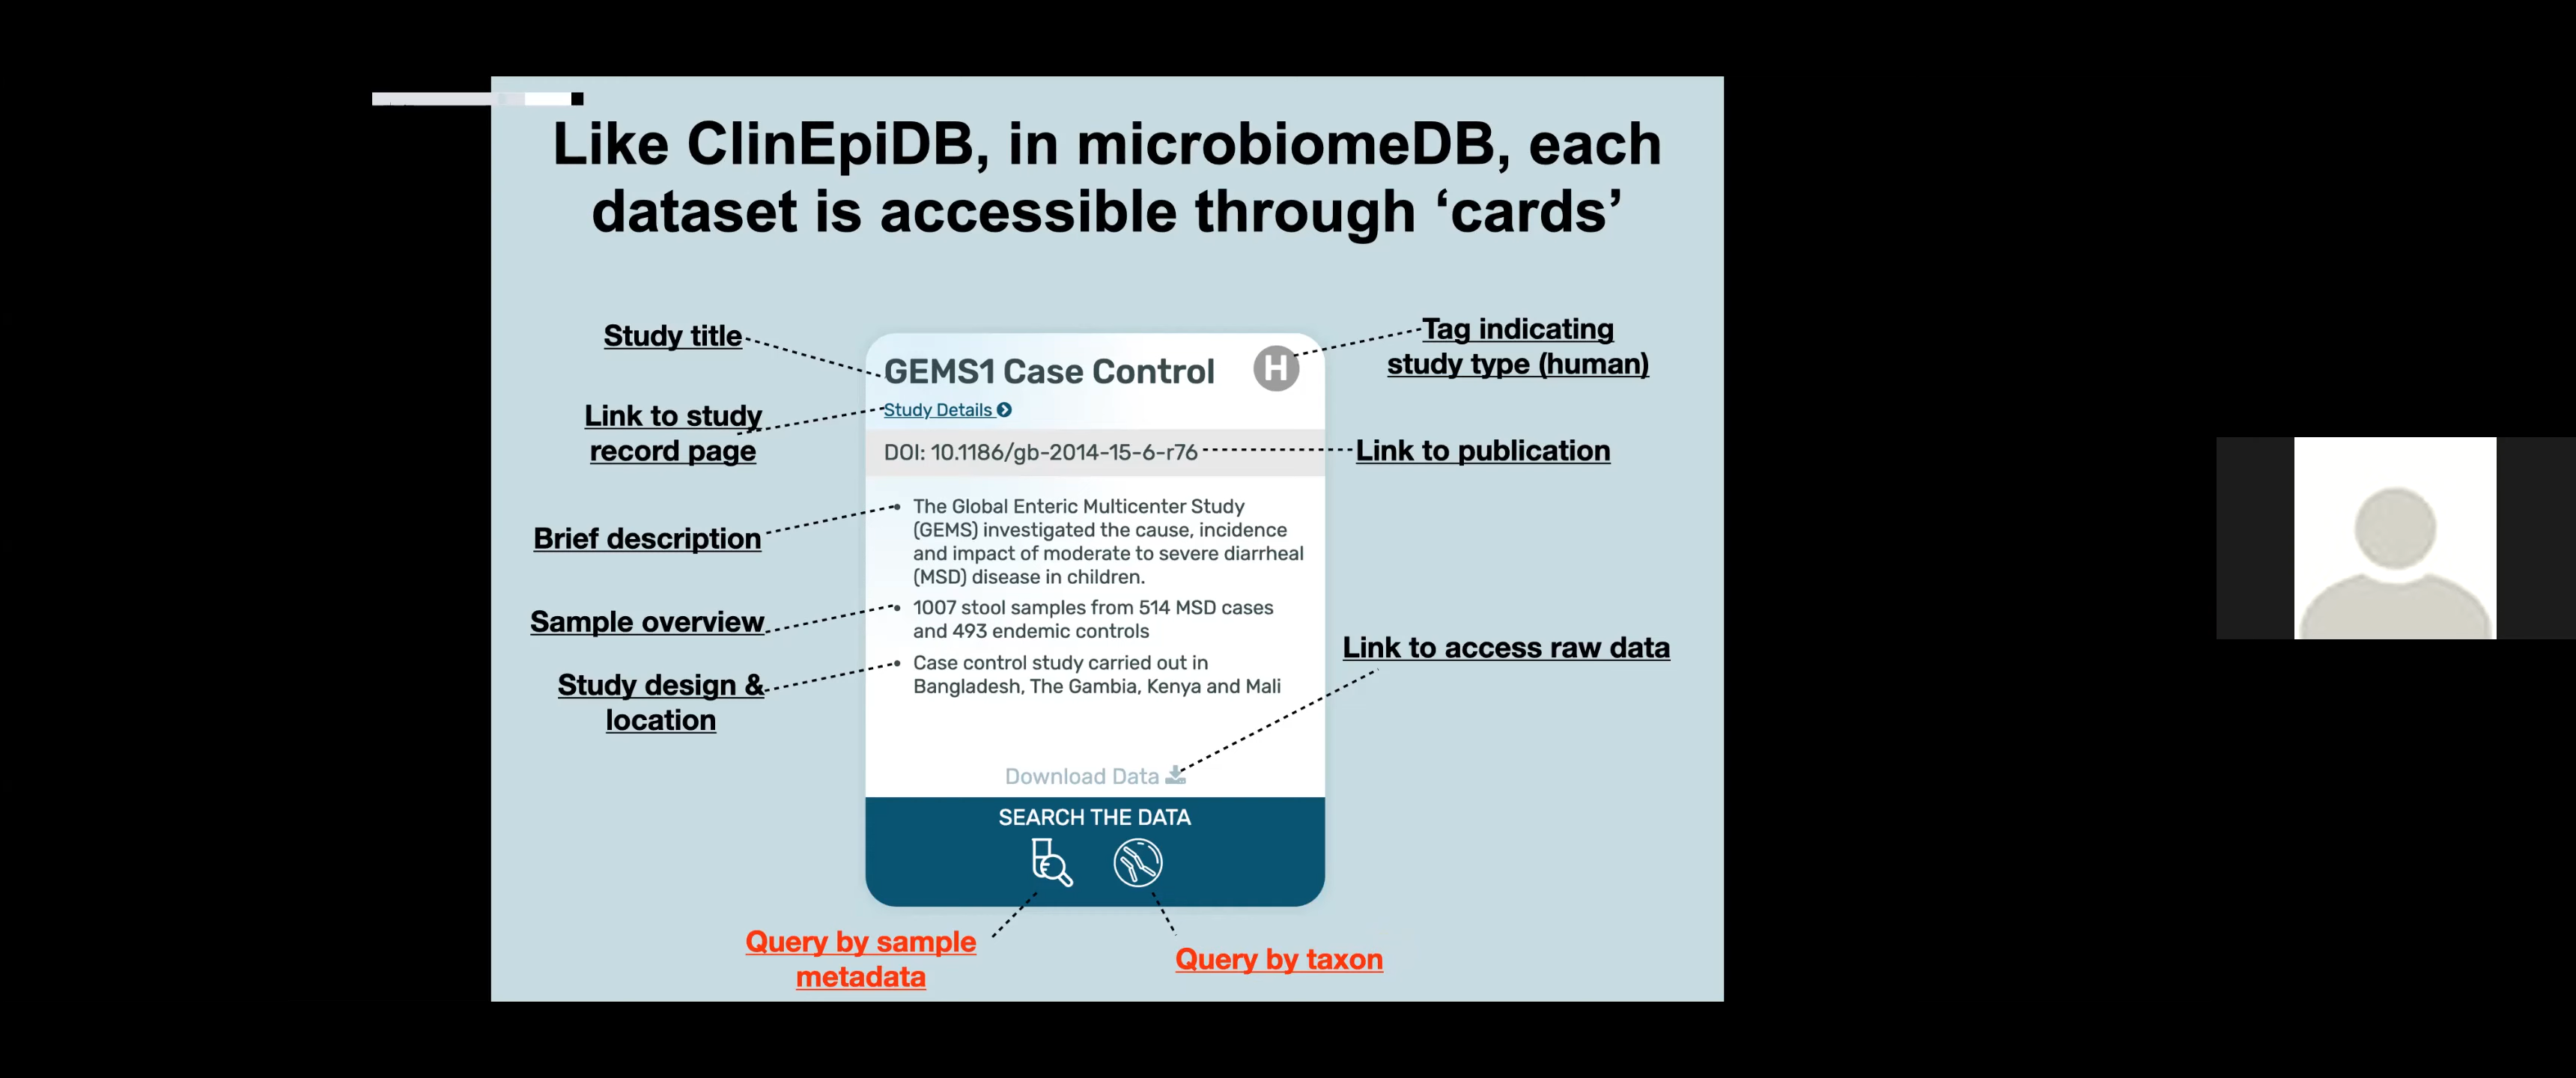 Like ClinEpiDB, in microbiomeDB, each
dataset is accessible through ‘cards’
Study title
Tag indicating
study type (human)
GEMS1 Case Control
H
Link to study
record page
Study Details
DOI: 10.1186/gb-2014-15-6-r76
Link to publication
Brief description
The Global Enteric Multicenter Study
(GEMS) investigated the cause, incidence
and impact of moderate to severe diarrheal
(MSD) disease in children.
Sample overview
1007 stool samples from 514 MSD cases
and 493 endemic controls
Study design &
location
Case control study carried out in
Bangladesh, The Gambia, Kenya and Mali
Link to access raw data
Download Data
SEARCH THE DATA
Query by sample
metadata
Query by taxon